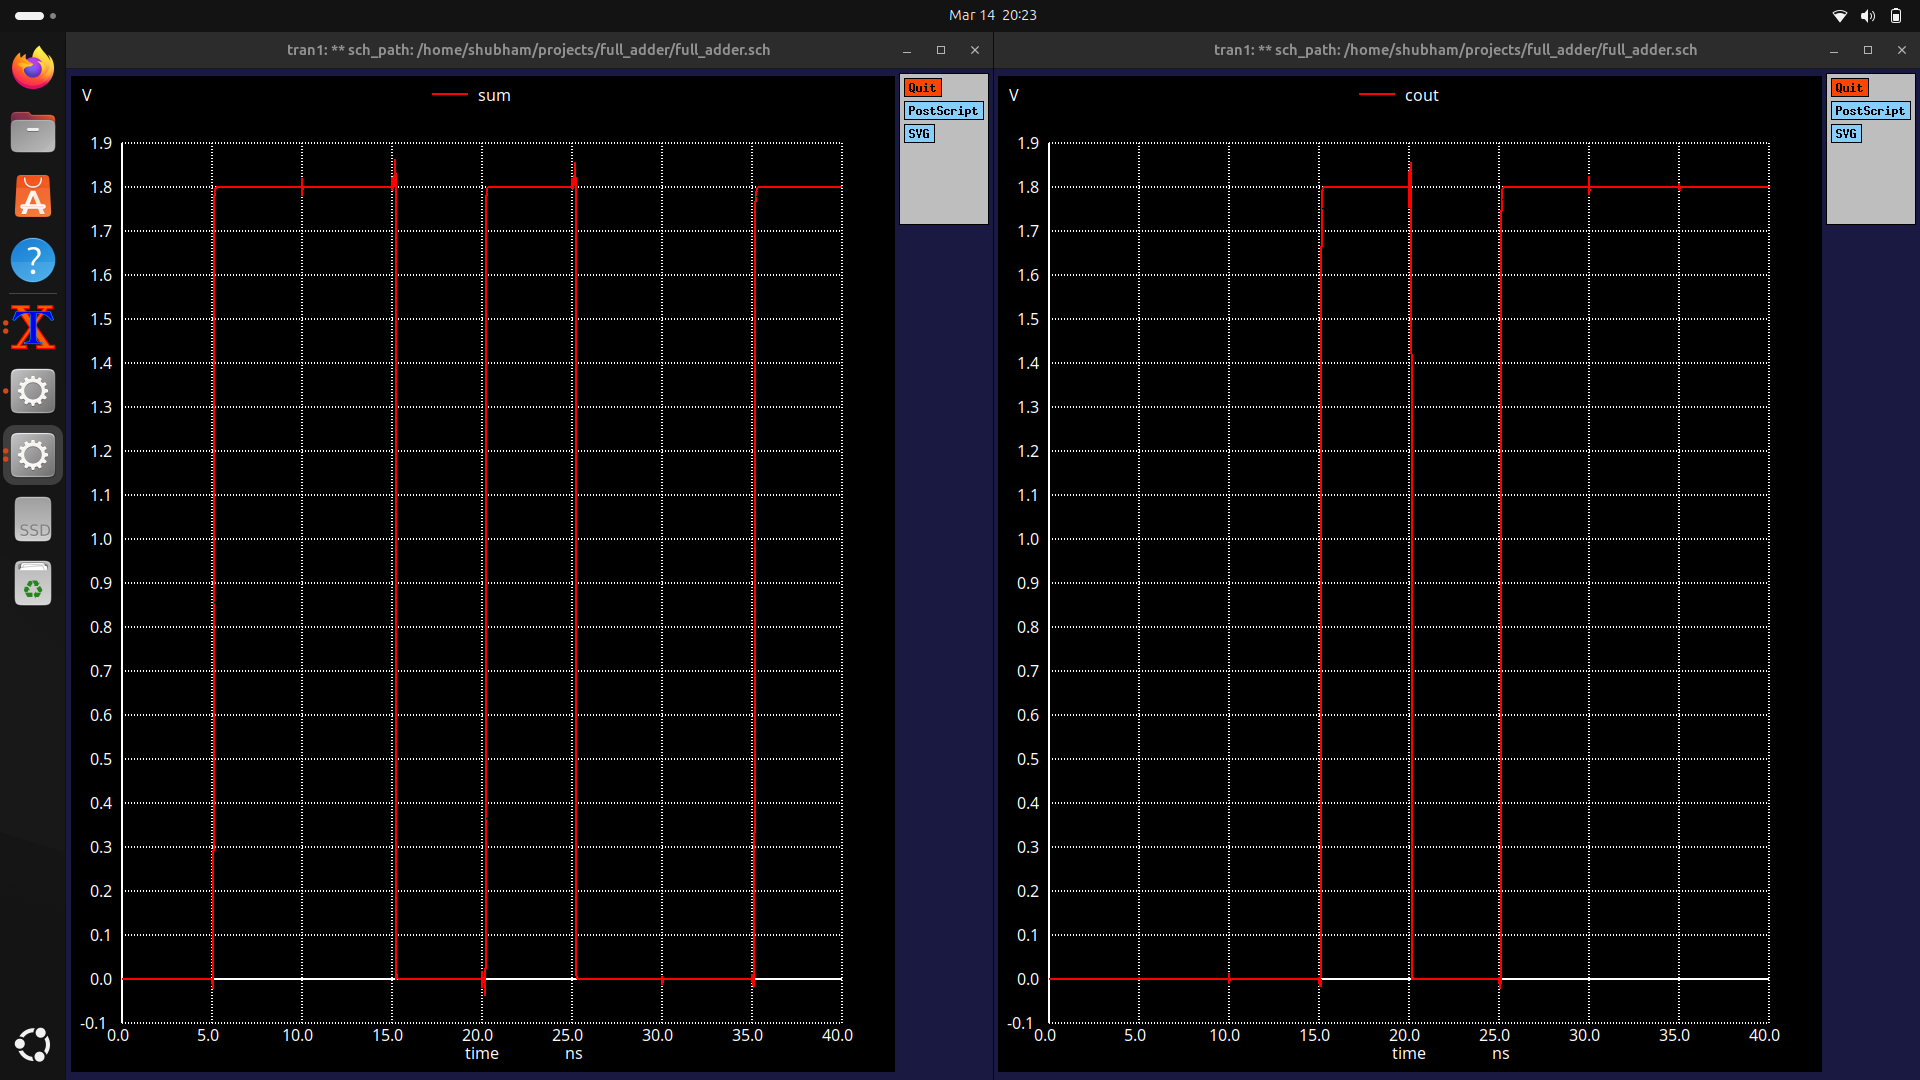 Mar 14 20:23
tran1: ** sch_path: /home/shubham/projects/full_adder/full_adder.sch
V
sum
Quit
PostScript
SVG
1.9
1.8
1.7
1.6
1.5
1.4
1.3
1.2
1.1
1.0
0.9
0.8
0.7
0.6
0.5
0.4
0.3
0.2
0.1
0.0
-0.1
0.0 5.0 10.0 15.0 20.0 25.0 30.0 35.0 40.0
time ns
tran1: ** sch_path: /home/shubham/projects/full_adder/full_adder.sch
V
cout
Quit
PostScript
SVG
1.9
1.8
1.7
1.6
1.5
1.4
1.3
1.2
1.1
1.0
0.9
0.8
0.7
0.6
0.5
0.4
0.3
0.2
0.1
0.0
-0.1
0.0 5.0 10.0 15.0 20.0 25.0 30.0 35.0 40.0
time ns
SSD